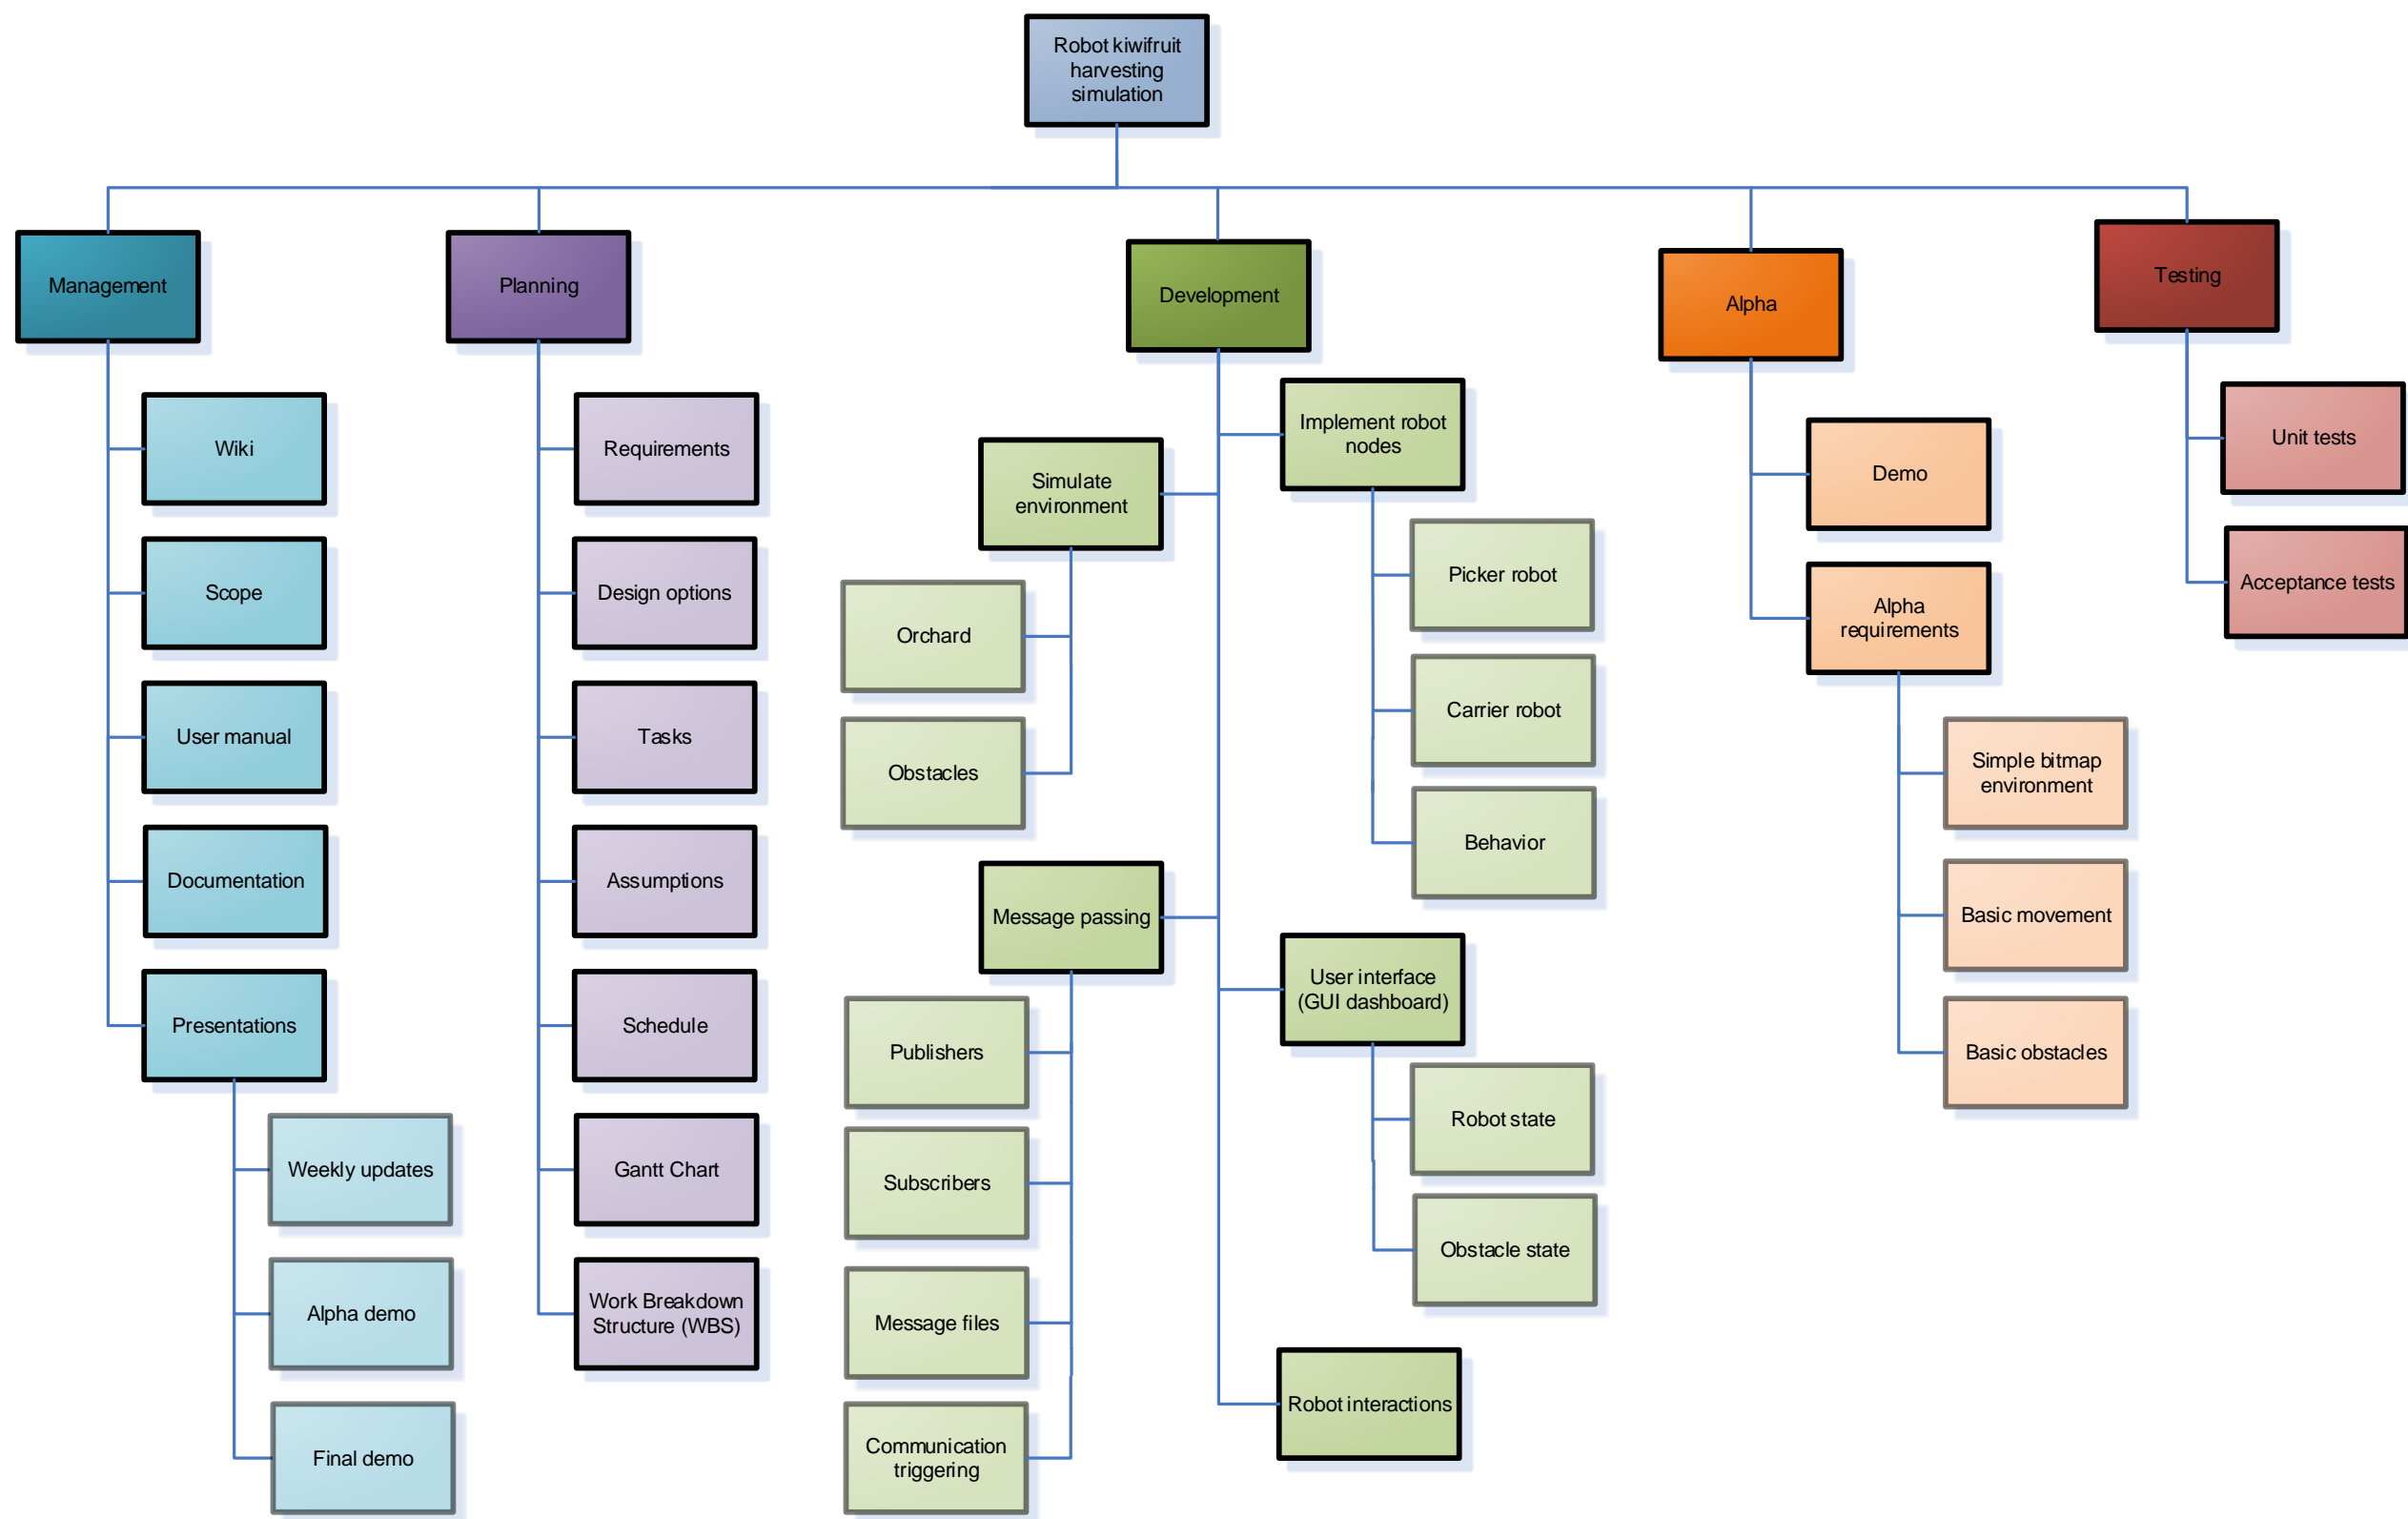 Robot kiwifruit
harvesting
simulation
Management
Wiki
Scope
User manual
Documentation
Presentations
Weekly updates
Alpha demo
Final demo
Planning
Requirements
Design options
Tasks
Assumptions
Schedule
Gantt Chart
Work Breakdown
Structure (WBS)
Development
Simulate
environment
Orchard
Obstacles
Implement robot
nodes
Picker robot
Carrier robot
Behavior
Message passing
Publishers
Subscribers
Message files
Communication
triggering
User interface
(GUI dashboard)
Robot state
Obstacle state
Robot interactions
Alpha
Demo
Alpha
requirements
Simple bitmap
environment
Basic movement
Basic obstacles
Testing
Unit tests
Acceptance tests